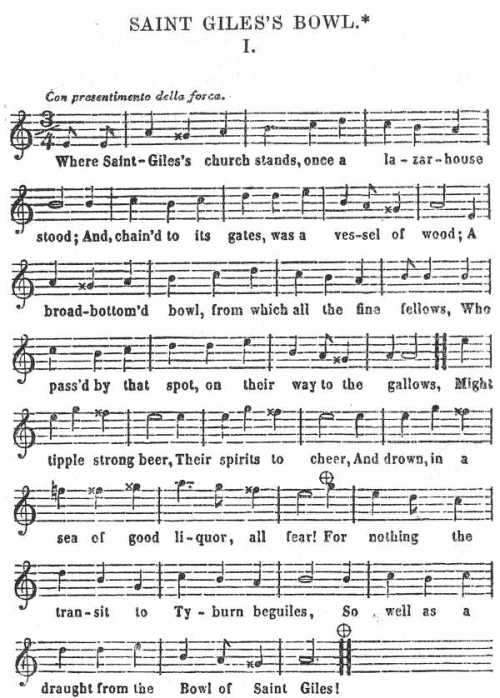 SAINT GILES'S BOWL.*
I.
Con presentimento della forca.
3
4
Where Saint-Giles's church stands, once a la-zar-house
stood; And, chain'd to its gates, was a ves-sel of wood; A
broad-bottom'd bowl, from which all the fine fellows, Who
pass'd by that spot, on their way to the gallows, Might
tipple strong beer, Their spirits to cheer, And drown, in a
sea of good li-quor, all fear! For nothing the
tran-sit to Ty-burn beguiles, So well as a
draught from the Bowl of Saint Giles!